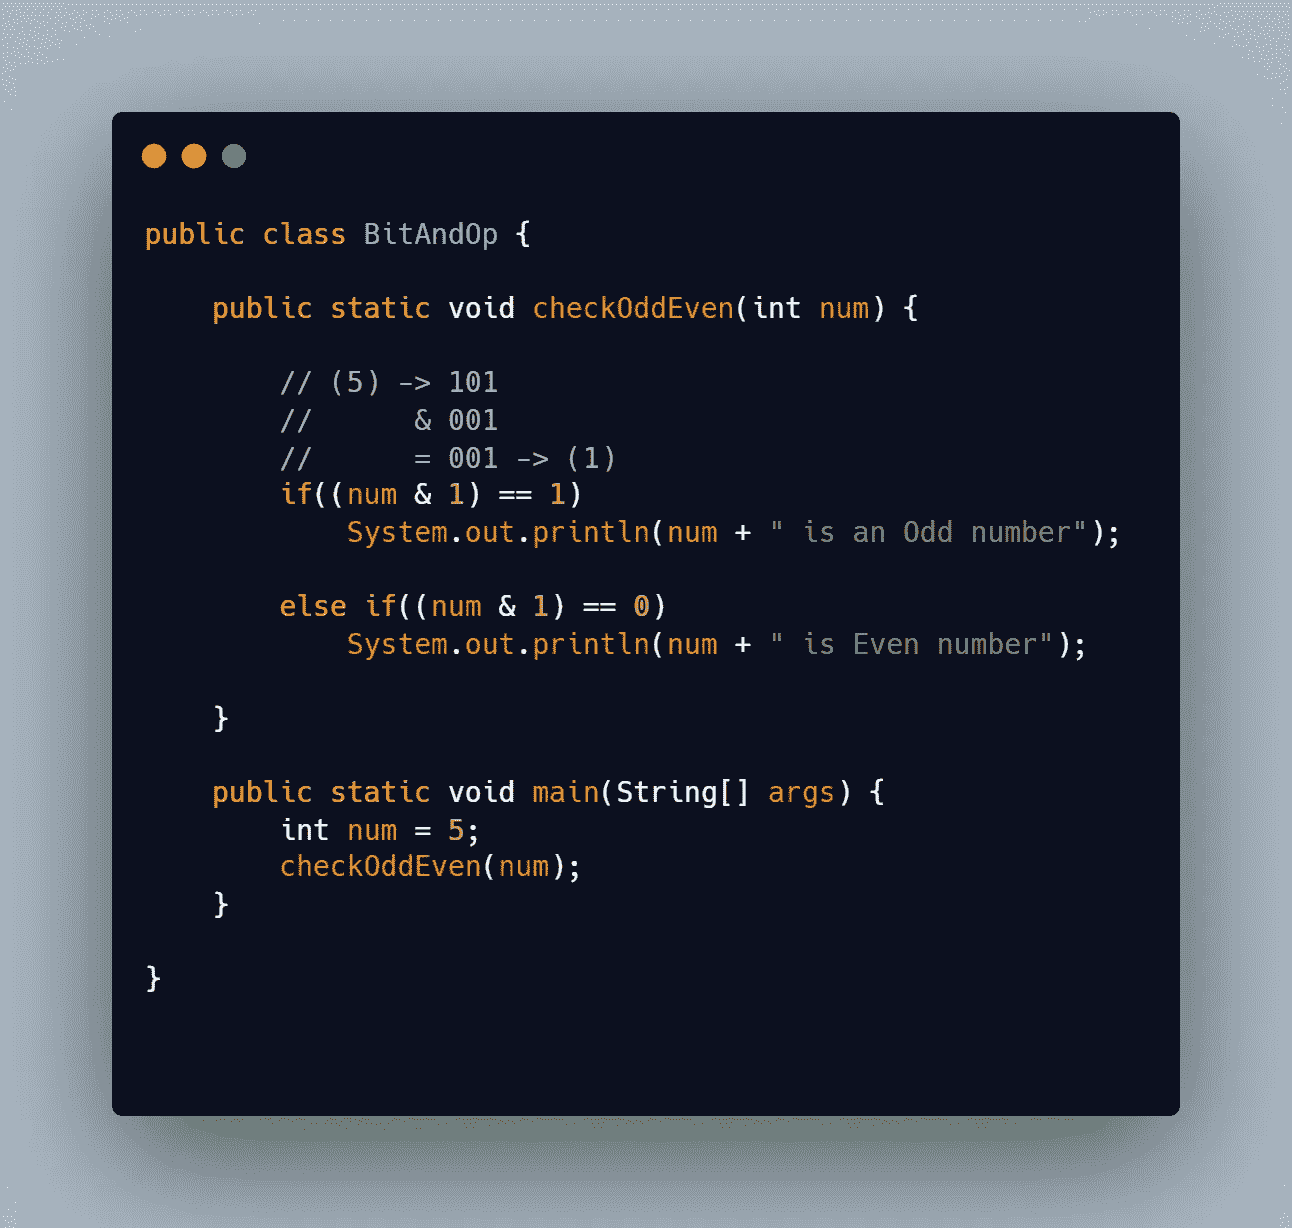 public class BitAndOp {
    public static void checkOddEven(int num) {
        // (5) -> 101
        //      & 001
        //      = 001 -> (1)
        if((num & 1) == 1)
            System.out.println(num + " is an Odd number");
        else if((num & 1) == 0)
            System.out.println(num + " is Even number");
    }
    public static void main(String[] args) {
        int num = 5;
        checkOddEven(num);
    }
}